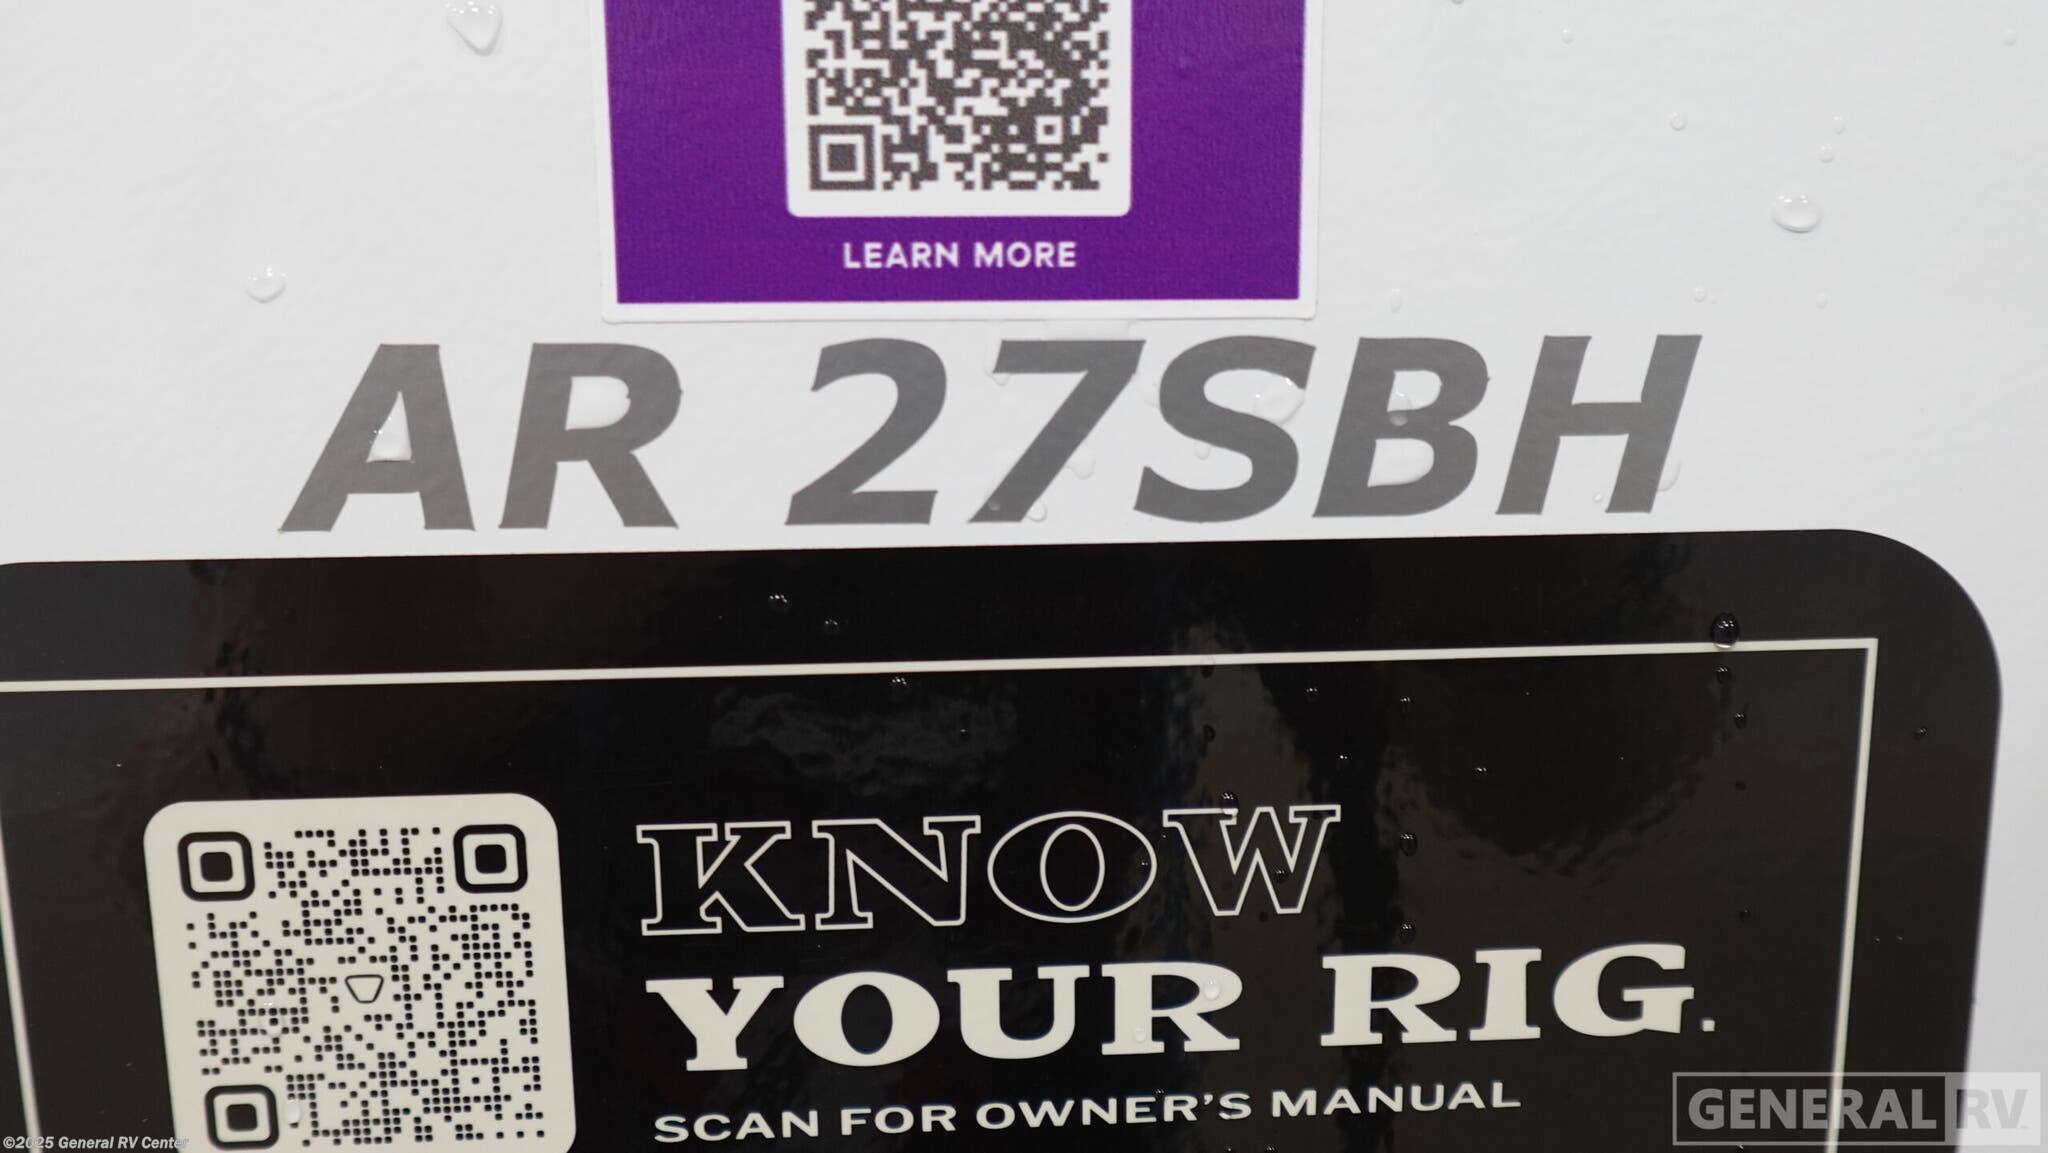 LEARN MORE
AR 27SBH
KNOW
YOUR RIG.
SCAN FOR OWNER'S MANUAL
GENERAL RV
©2025 General RV Center